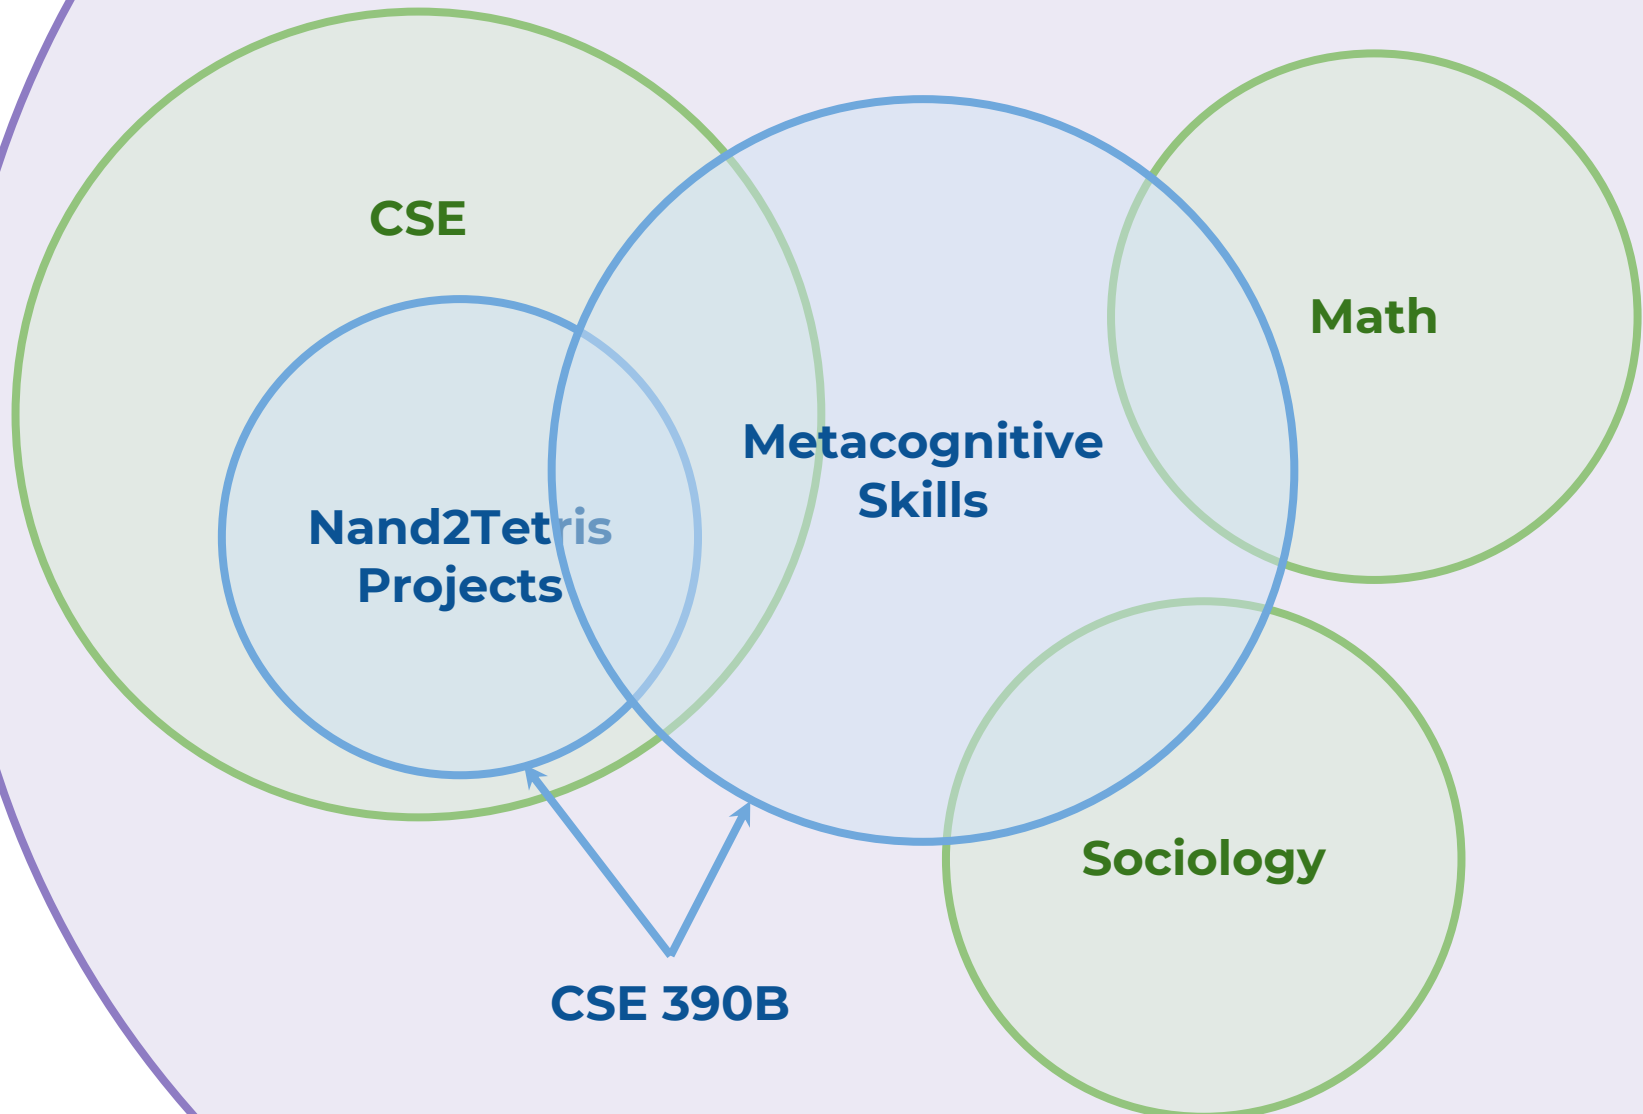 CSE
Math
Metacognitive
Skills
Nand2Tetris
Projects
Sociology
CSE 390B